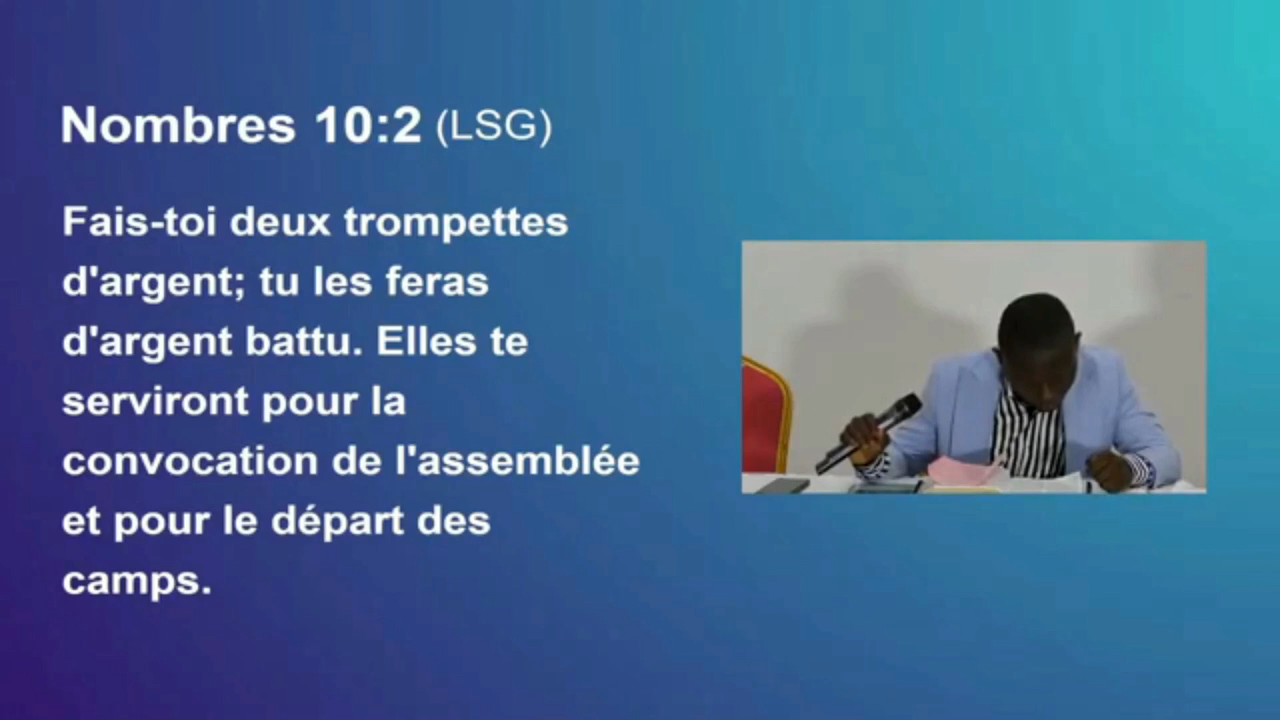 Nombres 10:2 (LSG)
Fais-toi deux trompettes
d'argent; tu les feras
d'argent battu. Elles te
serviront pour la
convocation de l'assemblée
et pour le départ des
camps.